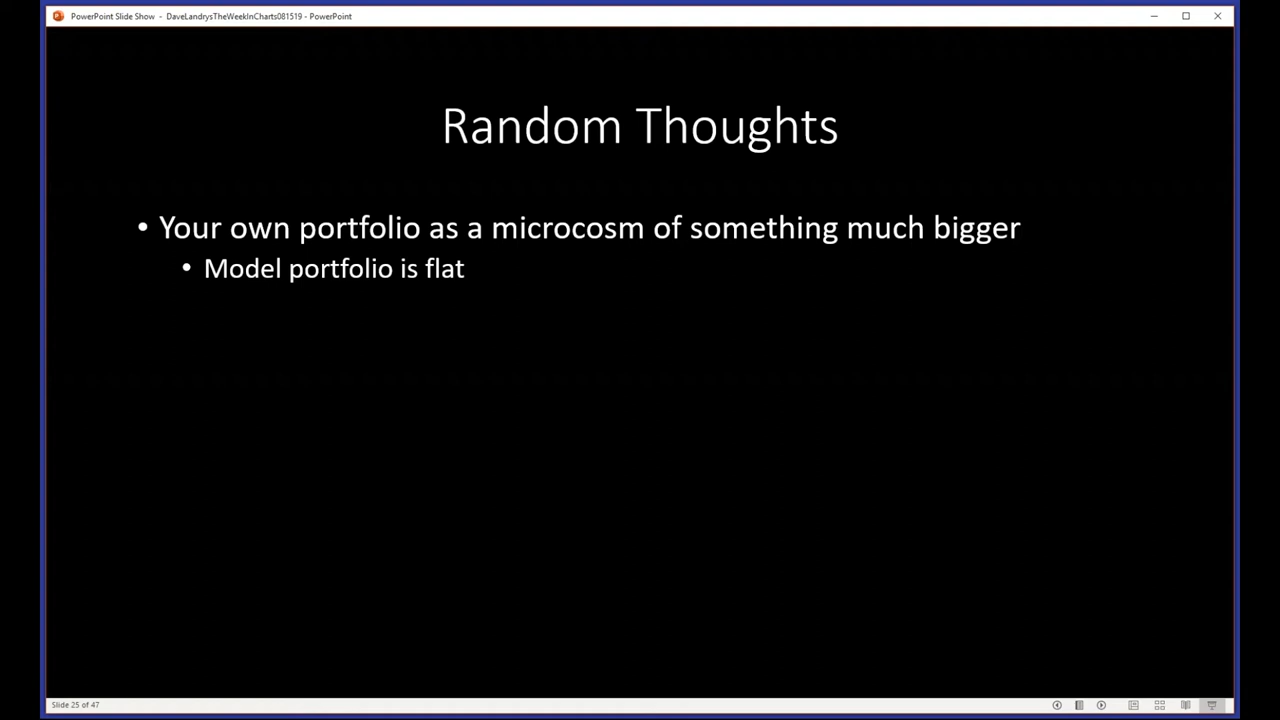 PowerPoint Slide Show - DaveLandrysTheWeekInCharts081519 - PowerPoint
Random Thoughts
• Your own portfolio as a microcosm of something much bigger
• Model portfolio is flat
Slide 25 of 47